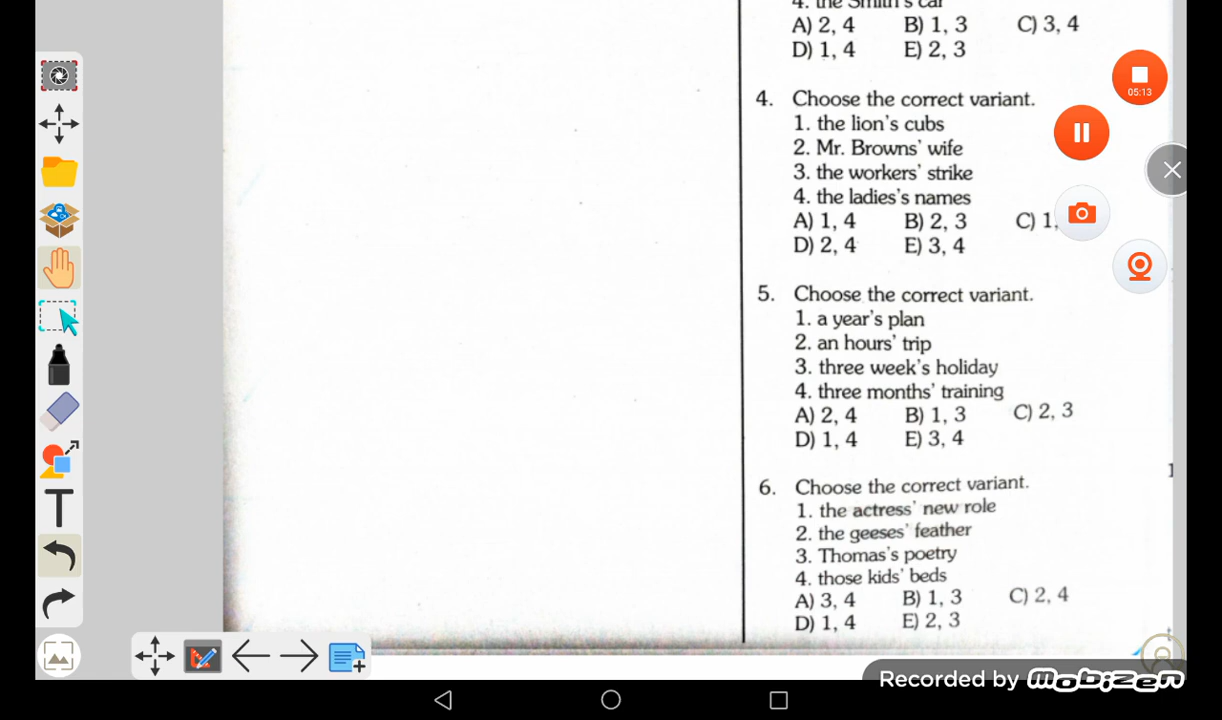 4. the Smith's car
A) 2, 4 B) 1, 3 C) 3, 4
D) 1, 4 E) 2, 3
05:13
4. Choose the correct variant.
1. the lion's cubs
2. Mr. Browns' wife
3. the workers' strike
4. the ladies's names
A) 1, 4 B) 2, 3 C) 1,
D) 2, 4 E) 3, 4
5. Choose the correct variant.
1. a year's plan
2. an hours' trip
3. three week's holiday
4. three months' training
A) 2, 4 B) 1, 3 C) 2, 3
D) 1, 4 E) 3, 4
6. Choose the correct variant.
1. the actress' new role
2. the geeses' feather
3. Thomas's poetry
4. those kids' beds
A) 3, 4 B) 1, 3 C) 2, 4
D) 1, 4 E) 2, 3
T
Recorded by mobizen